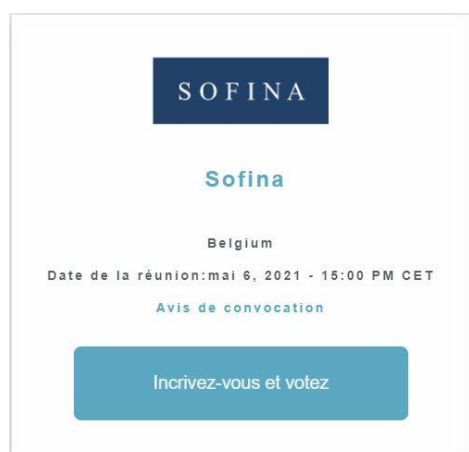 SOFINA
Sofina
Belgium
Date de la réunion:mai 6, 2021 - 15:00 PM CET
Avis de convocation
Incrivez-vous et votez